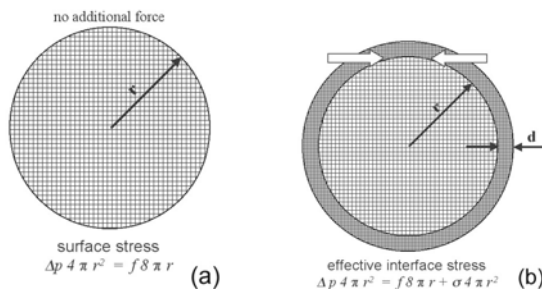 no additional force
r
surface stress
Δp 4 π r² = f 8 π r
(a)
r
d
effective interface stress
Δp 4 π r² = f 8 π r + σ 4 π r²
(b)